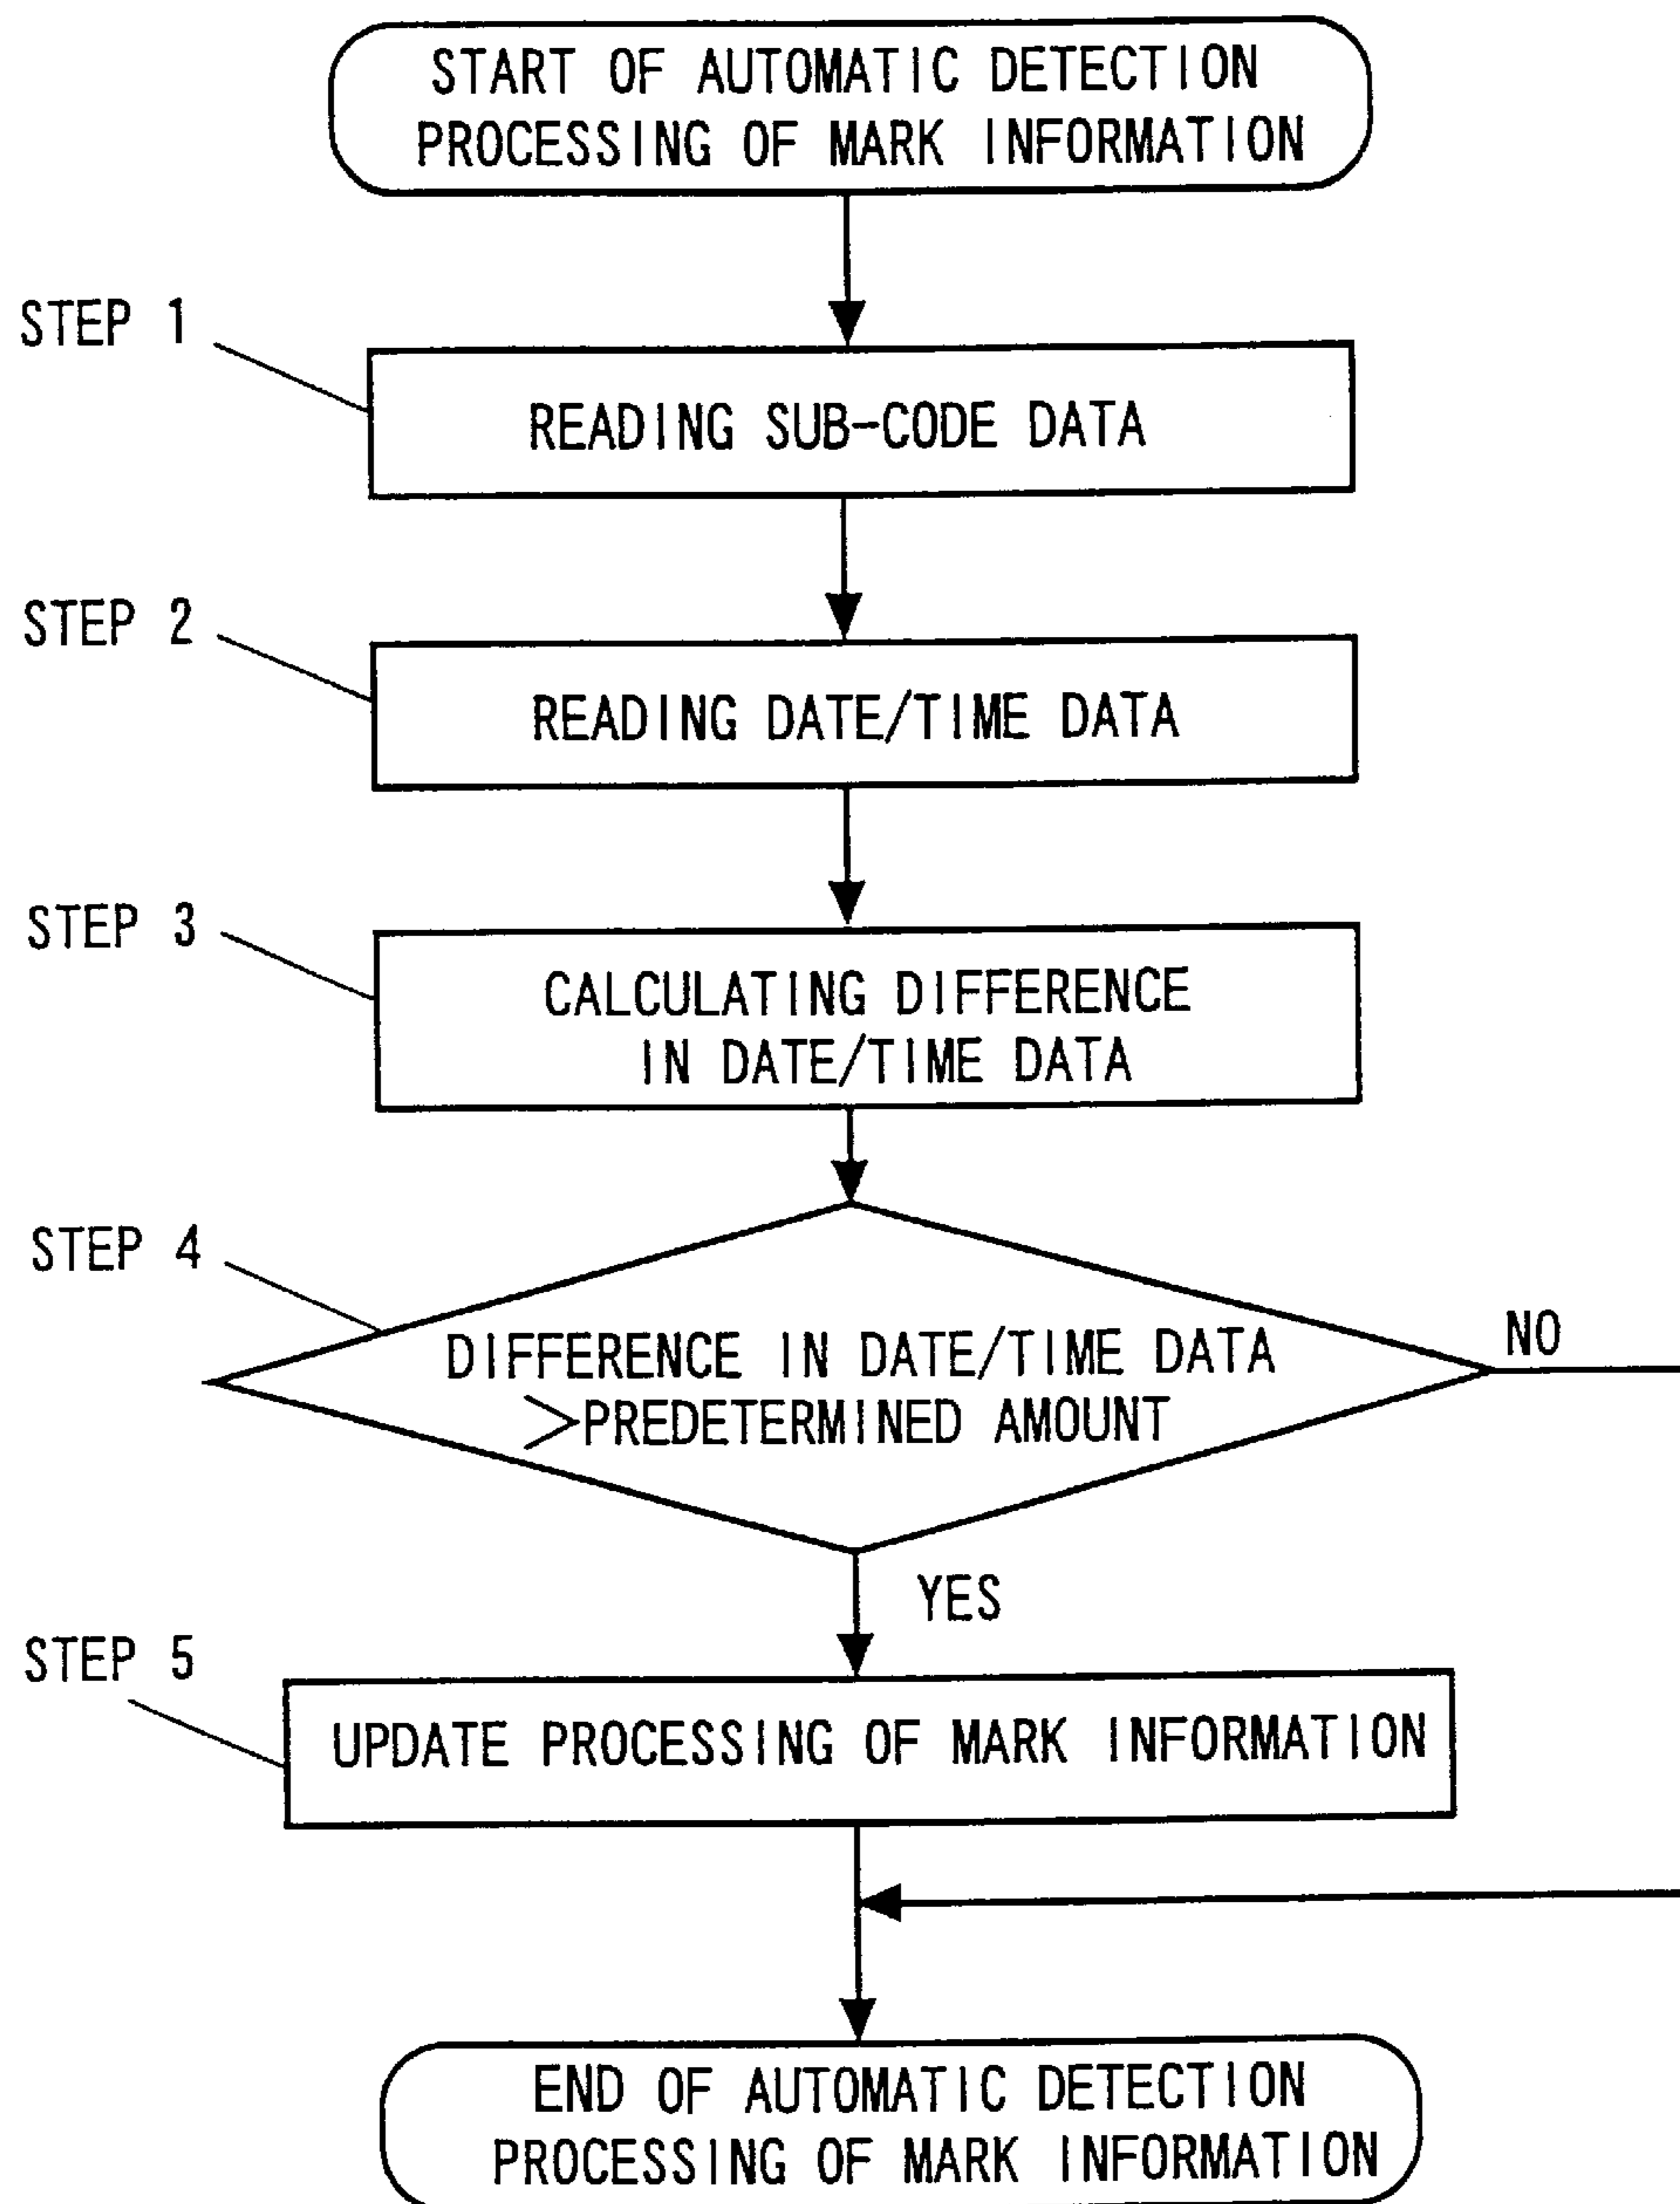 START OF AUTOMATIC DETECTION
PROCESSING OF MARK INFORMATION
STEP 1
READING SUB-CODE DATA
STEP 2
READING DATE/TIME DATA
STEP 3
CALCULATING DIFFERENCE
IN DATE/TIME DATA
STEP 4
DIFFERENCE IN DATE/TIME DATA
>PREDETERMINED AMOUNT
NO
YES
STEP 5
UPDATE PROCESSING OF MARK INFORMATION
END OF AUTOMATIC DETECTION
PROCESSING OF MARK INFORMATION